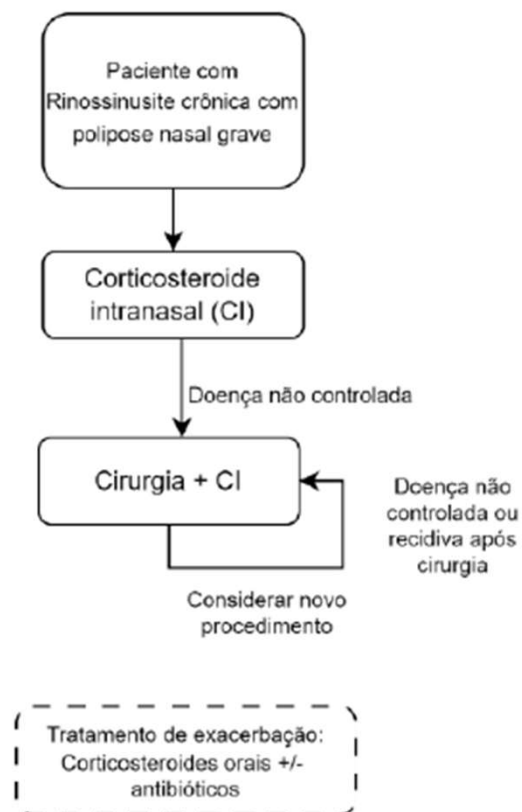 Paciente com
Rinossinusite crônica com
polipose nasal grave
Corticosteroide
intranasal (CI)
Doença não controlada
Cirurgia + CI
Doença não
controlada ou
recidiva após
cirurgia
Considerar novo
procedimento
Tratamento de exacerbação:
Corticosteroides orais +/-
antibióticos